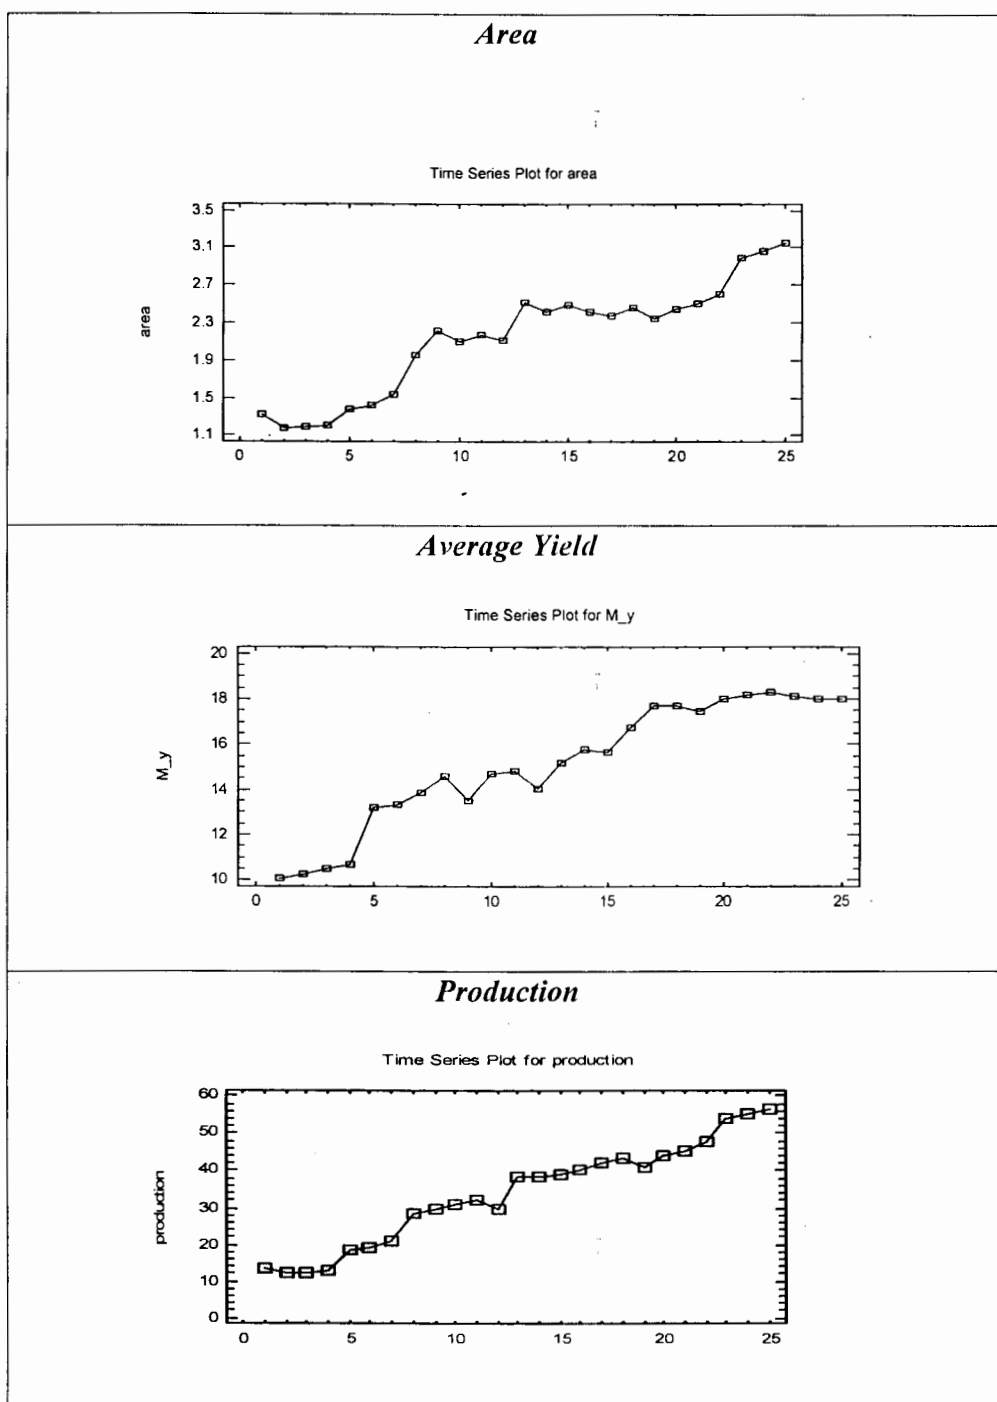 Area
Time Series Plot for area
3.5
3.1
2.7
2.3
1.9
1.5
1.1
area
0 5 10 15 20 25
Average Yield
Time Series Plot for M_y
20
18
16
14
12
10
M_y
0 5 10 15 20 25
Production
Time Series Plot for production
60
50
40
30
20
10
0
production
0 5 10 15 20 25